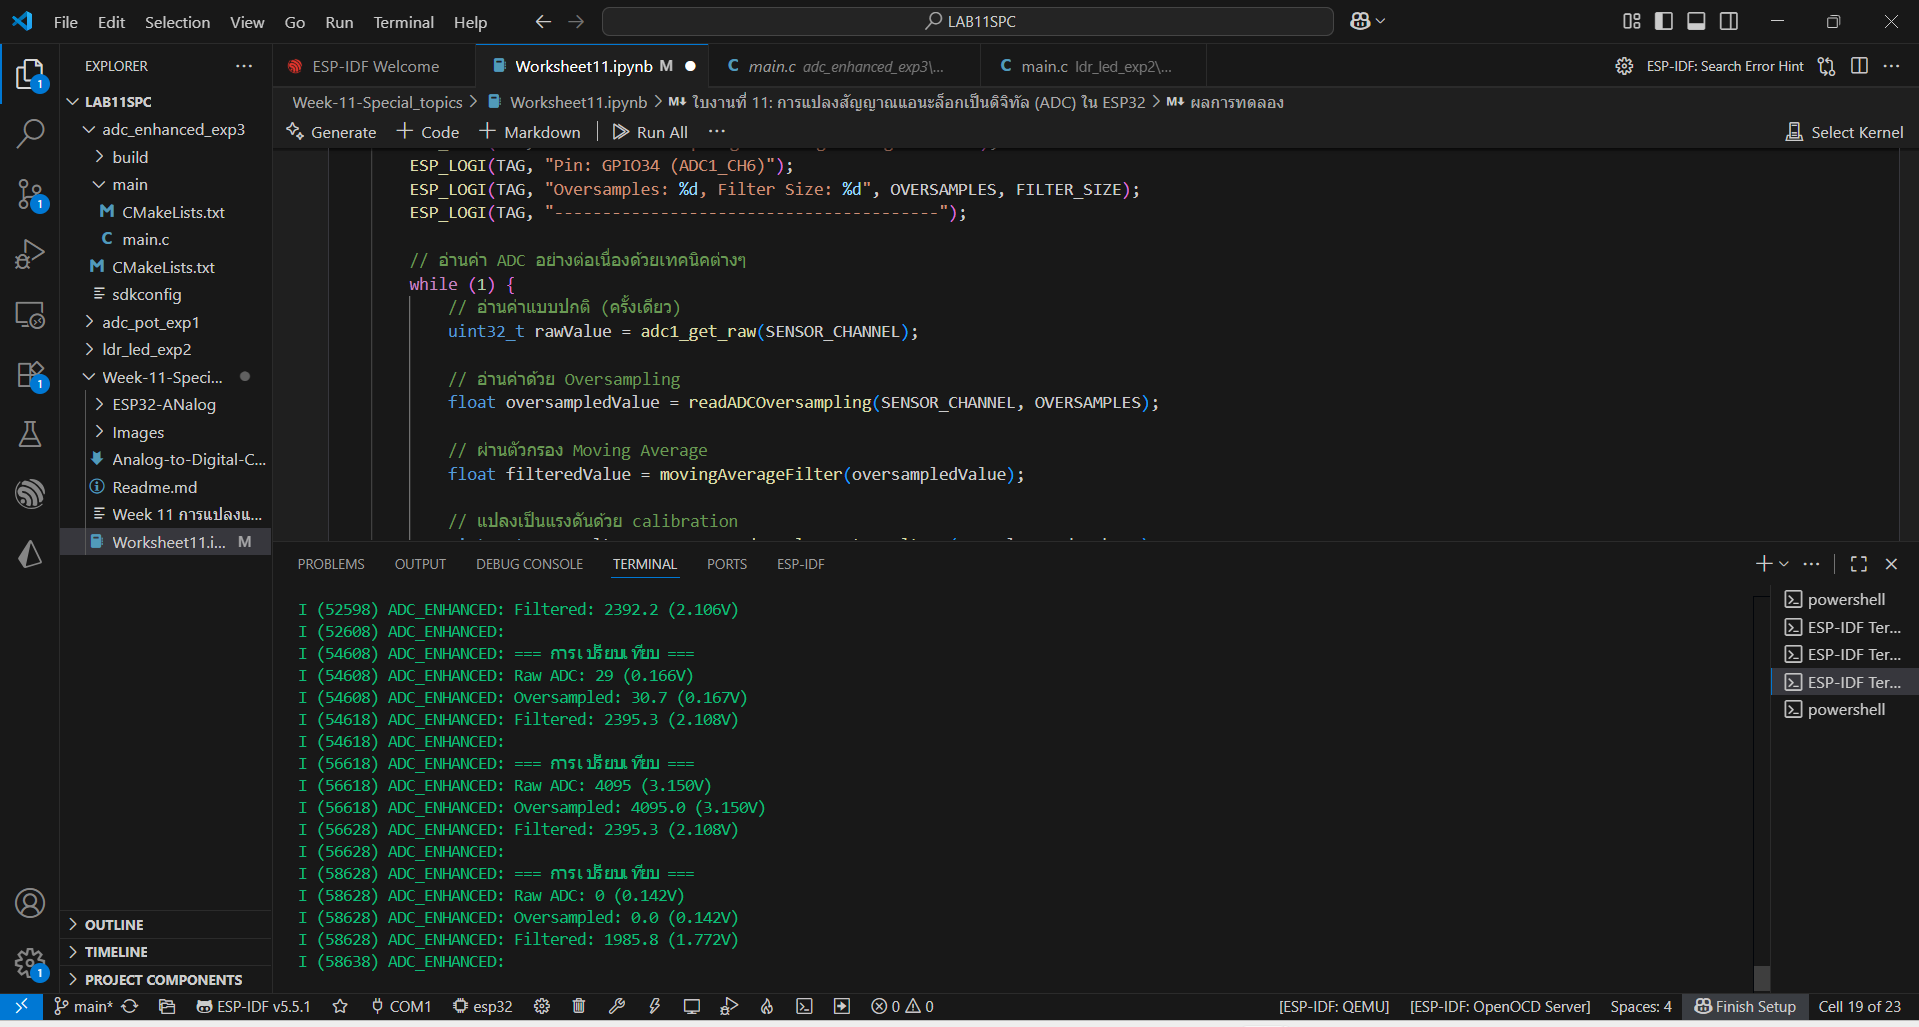 File Edit Selection View Go Run Terminal Help
LAB11SPC
EXPLORER
LAB11SPC
adc_enhanced_exp3
build
main
CMakeLists.txt
main.c
CMakeLists.txt
sdkconfig
adc_pot_exp1
ldr_led_exp2
Week-11-Speci...
ESP32-ANalog
Images
Analog-to-Digital-C...
Readme.md
Week 11 การแปลงแ...
Worksheet11.i... M
OUTLINE
TIMELINE
PROJECT COMPONENTS
ESP-IDF Welcome
Worksheet11.ipynb M
main.c adc_enhanced_exp3\...
main.c ldr_led_exp2\...
ESP-IDF: Search Error Hint
Week-11-Special_topics > Worksheet11.ipynb > M↓ ใบงานที่ 11: การแปลงสัญญาณแอนะล็อกเป็นดิจิทัล (ADC) ใน ESP32 > M↓ ผลการทดลอง
Generate + Code + Markdown | Run All ...
Select Kernel
ESP_LOGI(TAG, "Pin: GPIO34 (ADC1_CH6)");
ESP_LOGI(TAG, "Oversamples: %d, Filter Size: %d", OVERSAMPLES, FILTER_SIZE);
ESP_LOGI(TAG, "----------------------------------------");
// อ่านค่า ADC อย่างต่อเนื่องด้วยเทคนิคต่างๆ
while (1) {
// อ่านค่าแบบปกติ (ครั้งเดียว)
uint32_t rawValue = adc1_get_raw(SENSOR_CHANNEL);
// อ่านค่าด้วย Oversampling
float oversampledValue = readADCOversampling(SENSOR_CHANNEL, OVERSAMPLES);
// ผ่านตัวกรอง Moving Average
float filteredValue = movingAverageFilter(oversampledValue);
// แปลงเป็นแรงดันด้วย calibration
PROBLEMS OUTPUT DEBUG CONSOLE TERMINAL PORTS ESP-IDF
I (52598) ADC_ENHANCED: Filtered: 2392.2 (2.106V)
I (52608) ADC_ENHANCED:
I (54608) ADC_ENHANCED: === การเปรียบเทียบ ===
I (54608) ADC_ENHANCED: Raw ADC: 29 (0.166V)
I (54608) ADC_ENHANCED: Oversampled: 30.7 (0.167V)
I (54618) ADC_ENHANCED: Filtered: 2395.3 (2.108V)
I (54618) ADC_ENHANCED:
I (56618) ADC_ENHANCED: === การเปรียบเทียบ ===
I (56618) ADC_ENHANCED: Raw ADC: 4095 (3.150V)
I (56618) ADC_ENHANCED: Oversampled: 4095.0 (3.150V)
I (56628) ADC_ENHANCED: Filtered: 2395.3 (2.108V)
I (56628) ADC_ENHANCED:
I (58628) ADC_ENHANCED: === การเปรียบเทียบ ===
I (58628) ADC_ENHANCED: Raw ADC: 0 (0.142V)
I (58628) ADC_ENHANCED: Oversampled: 0.0 (0.142V)
I (58628) ADC_ENHANCED: Filtered: 1985.8 (1.772V)
I (58638) ADC_ENHANCED:
powershell
ESP-IDF Ter...
ESP-IDF Ter...
ESP-IDF Ter...
powershell
main* ESP-IDF v5.5.1 COM1 esp32 0 0 [ESP-IDF: QEMU] [ESP-IDF: OpenOCD Server] Spaces: 4 Finish Setup Cell 19 of 23